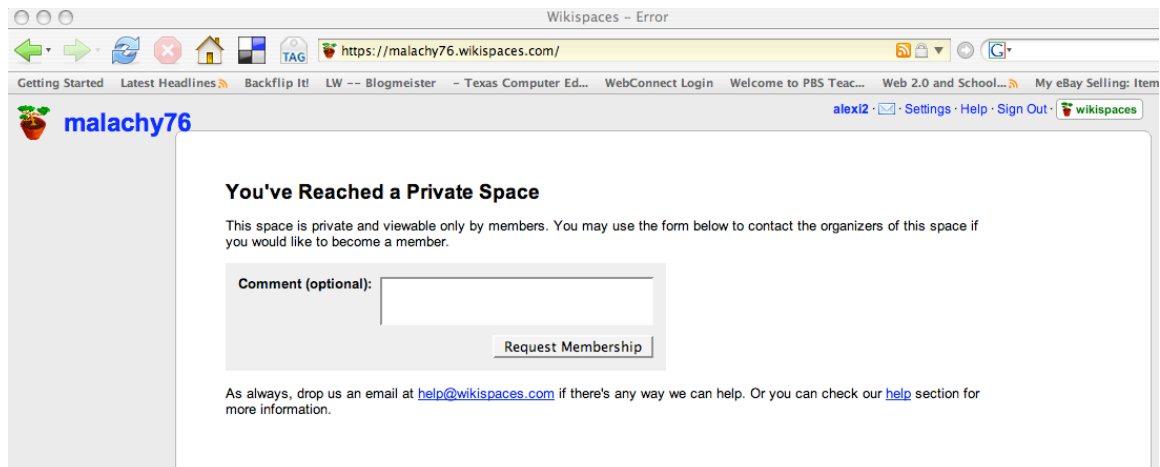 Wikispaces – Error
TAG
https://malachy76.wikispaces.com/
G
Getting Started Latest Headlines Backflip It! LW -- Blogmeister – Texas Computer Ed... WebConnect Login Welcome to PBS Teac... Web 2.0 and School... My eBay Selling: Item
malachy76
alexi2 · · Settings · Help · Sign Out · wikispaces
You've Reached a Private Space
This space is private and viewable only by members. You may use the form below to contact the organizers of this space if
you would like to become a member.
Comment (optional):
Request Membership
As always, drop us an email at help@wikispaces.com if there's any way we can help. Or you can check our help section for
more information.